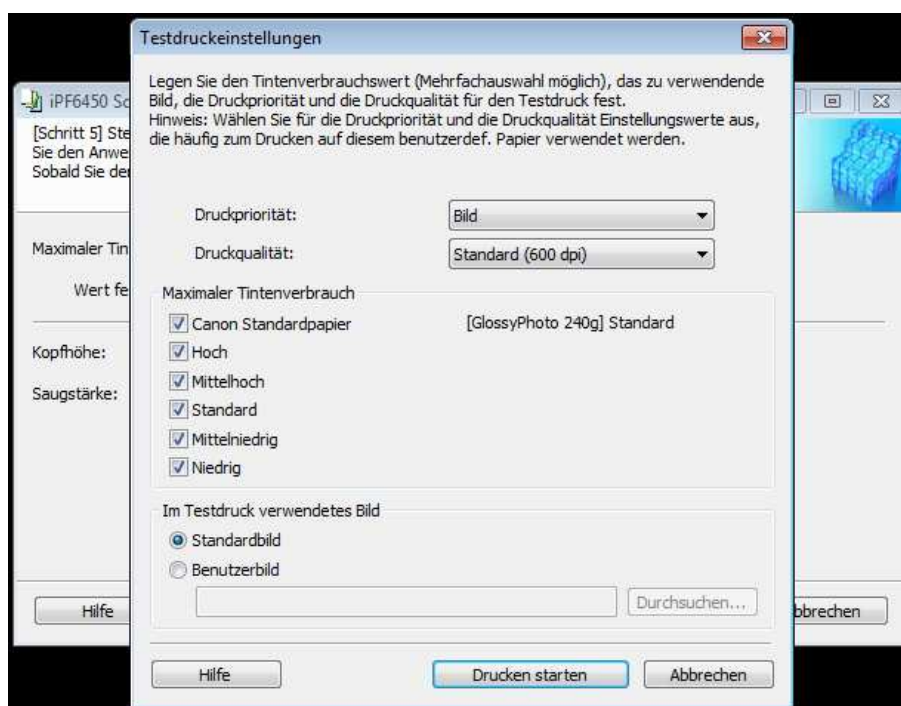 Testdruckeinstellungen
Legen Sie den Tintenverbrauchswert (Mehrfachauswahl möglich), das zu verwendende
Bild, die Druckpriorität und die Druckqualität für den Testdruck fest.
Hinweis: Wählen Sie für die Druckpriorität und die Druckqualität Einstellungswerte aus,
die häufig zum Drucken auf diesem benutzerdef. Papier verwendet werden.
Druckpriorität: Bild
Druckqualität: Standard (600 dpi)
Maximaler Tintenverbrauch
Canon Standardpapier [GlossyPhoto 240g] Standard
Hoch
Mittelhoch
Standard
Mittelniedrig
Niedrig
Im Testdruck verwendetes Bild
Standardbild
Benutzerbild
Durchsuchen...
Hilfe Drucken starten Abbrechen
iPF6450 Sc
[Schritt 5] Ste
Sie den Anwe
Sobald Sie der
Maximaler Tin
Wert fe
Kopfhöhe:
Saugstärke:
Hilfe bbrechen